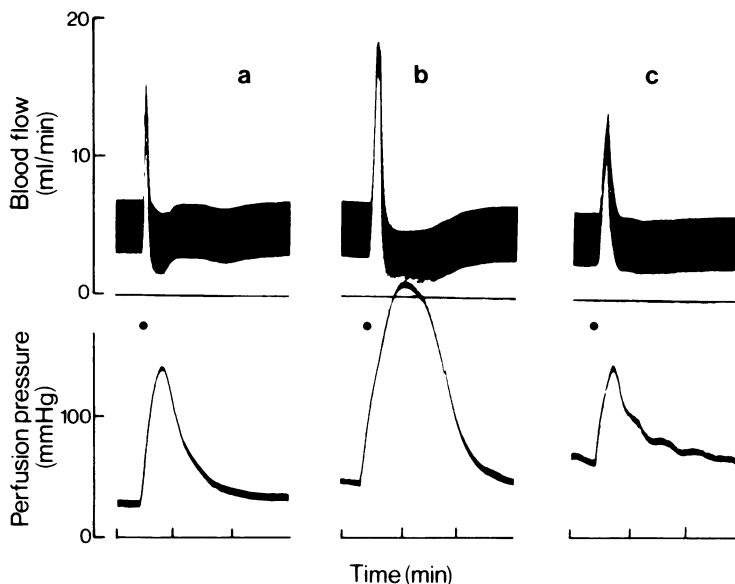 20
a
b
c
Blood flow
(ml/min)
10
0
Perfusion pressure
(mmHg)
100
0
Time (min)